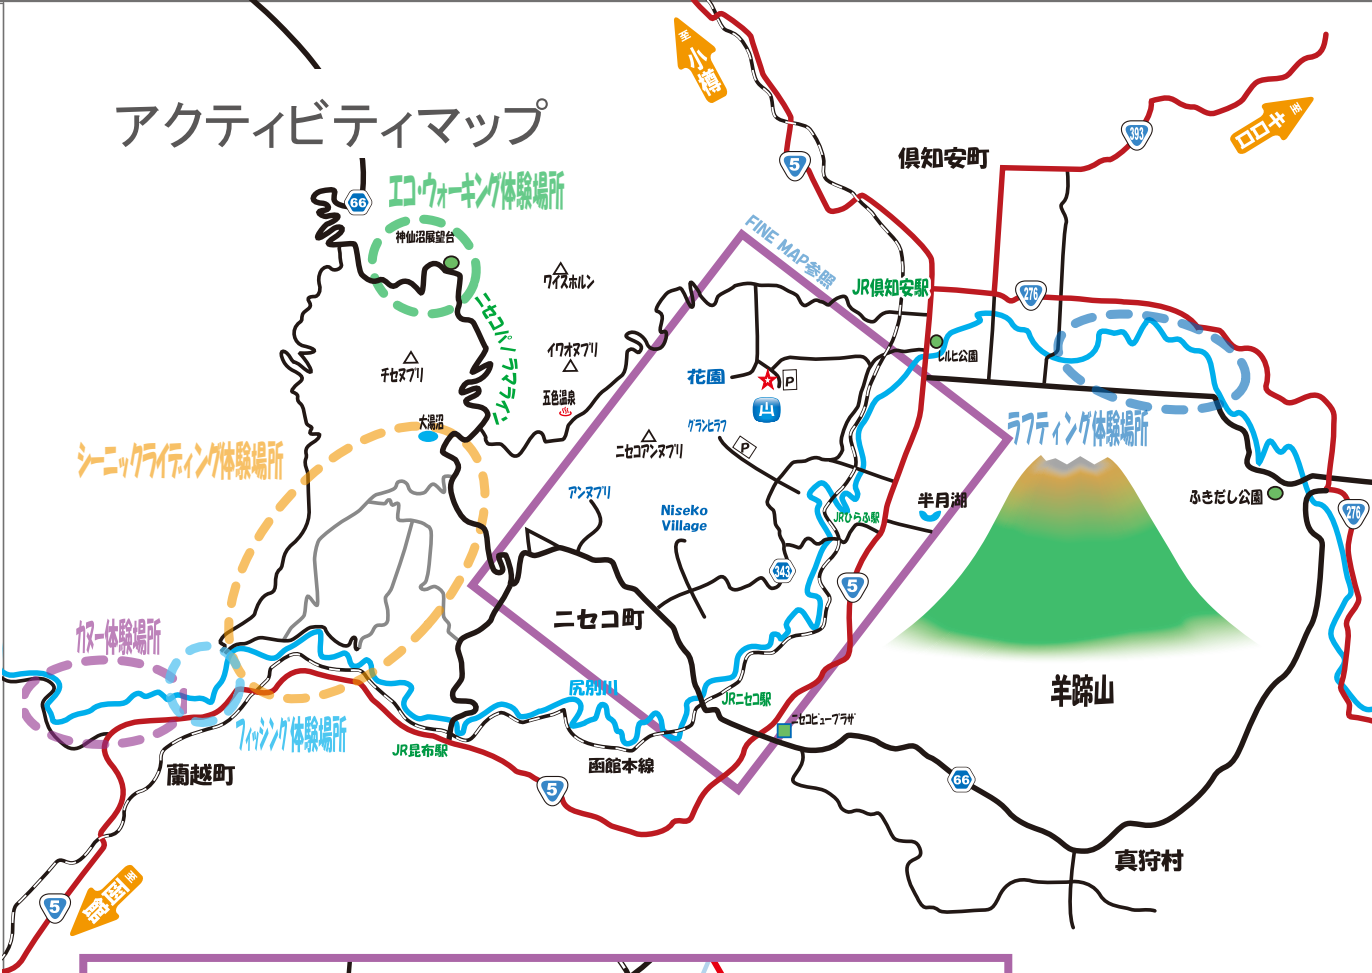 至
小樽
アクティビティマップ
393
至
キロロ
5
倶知安町
エコ・ウォーキング体験場所
66
神仙沼展望台
FINE MAP参照
ワイスホルン
JR倶知安駅
276
ニセコパノラマライン
イワオヌプリ
チセヌプリ
花園
P
五色温泉
大湯沼
グランヒラフ
ラフティング体験場所
シーニックライディング体験場所
ニセコアンヌプリ
P
アンヌプリ
半月湖
ふきだし公園
Niseko
Village
JRひらふ駅
276
343
5
ニセコ町
カヌー体験場所
尻別川
羊蹄山
JRニセコ駅
ニセコビュープラザ
フィッシング体験場所
JR昆布駅
函館本線
蘭越町
5
66
真狩村
至
函館
5